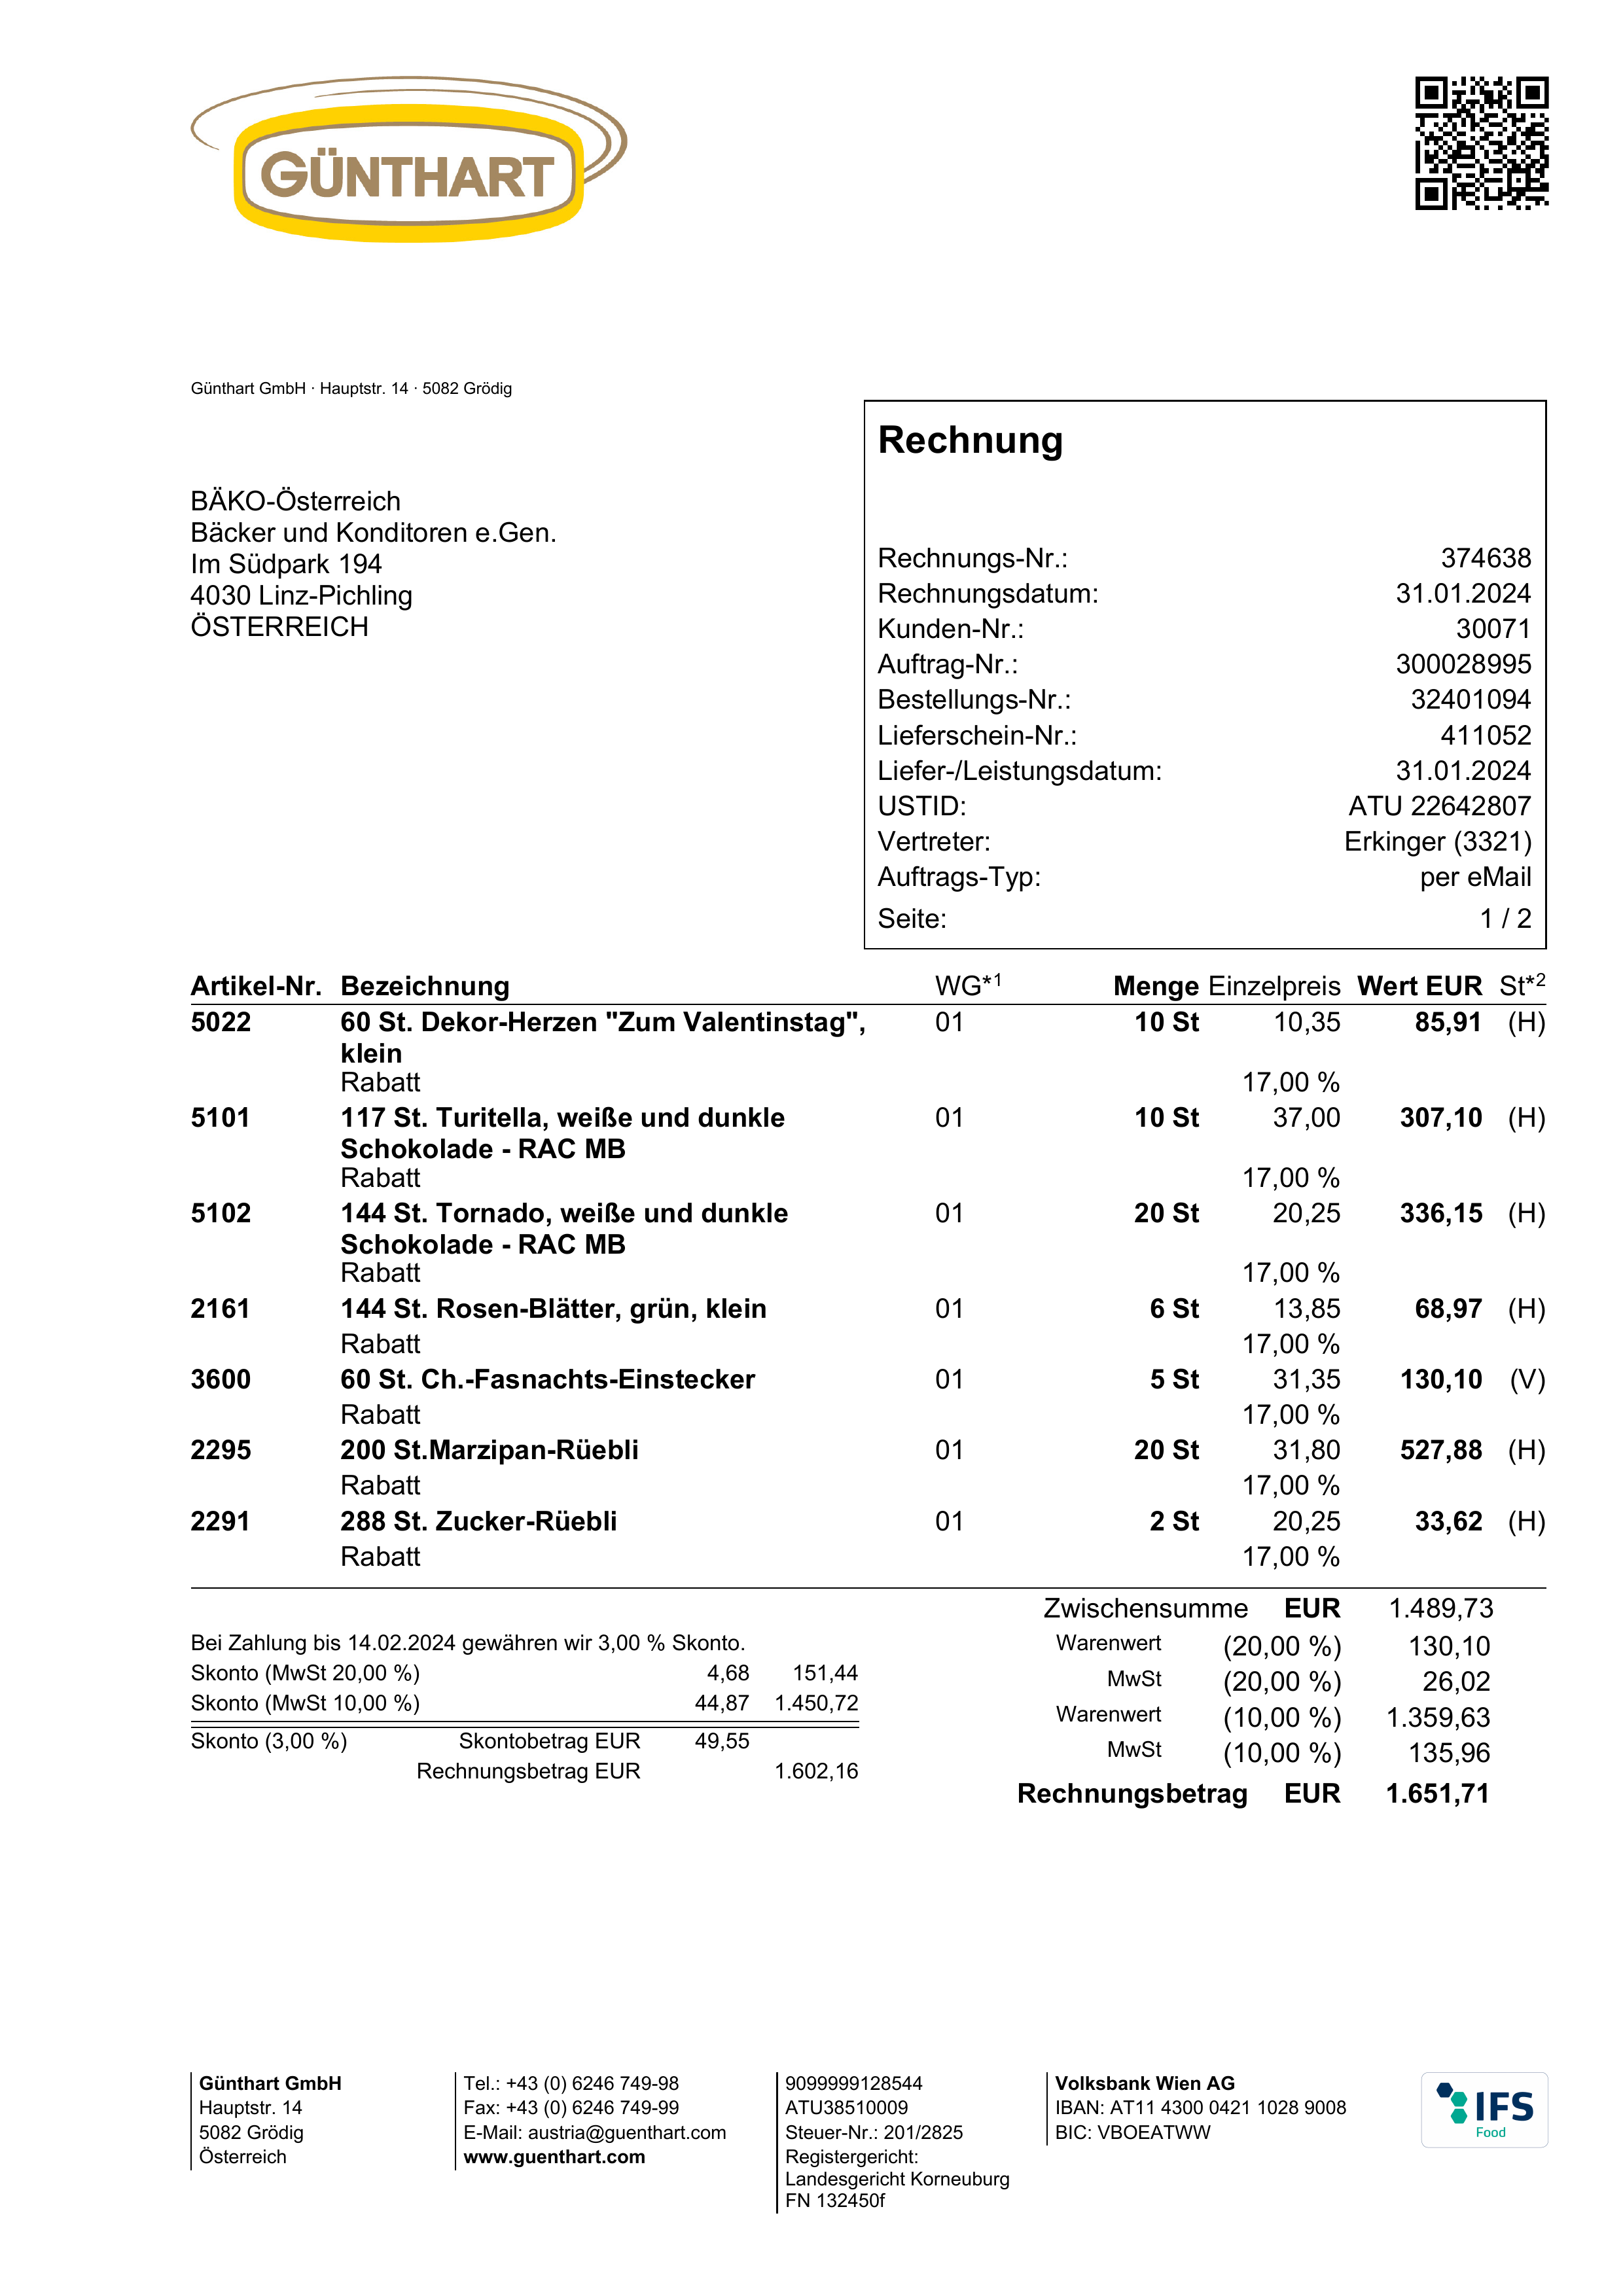 GÜNTHART
Günthart GmbH · Hauptstr. 14 · 5082 Grödig
BÄKO-Österreich
Bäcker und Konditoren e.Gen.
Im Südpark 194
4030 Linz-Pichling
ÖSTERREICH
Rechnung
Rechnungs-Nr.: 374638
Rechnungsdatum: 31.01.2024
Kunden-Nr.: 30071
Auftrag-Nr.: 300028995
Bestellungs-Nr.: 32401094
Lieferschein-Nr.: 411052
Liefer-/Leistungsdatum: 31.01.2024
USTID: ATU 22642807
Vertreter: Erkinger (3321)
Auftrags-Typ: per eMail
Seite: 1 / 2
Artikel-Nr. Bezeichnung WG*1 Menge Einzelpreis Wert EUR St*2
5022 60 St. Dekor-Herzen "Zum Valentinstag", 01 10 St 10,35 85,91 (H)
klein
Rabatt 17,00 %
5101 117 St. Turitella, weiße und dunkle 01 10 St 37,00 307,10 (H)
Schokolade - RAC MB
Rabatt 17,00 %
5102 144 St. Tornado, weiße und dunkle 01 20 St 20,25 336,15 (H)
Schokolade - RAC MB
Rabatt 17,00 %
2161 144 St. Rosen-Blätter, grün, klein 01 6 St 13,85 68,97 (H)
Rabatt 17,00 %
3600 60 St. Ch.-Fasnachts-Einstecker 01 5 St 31,35 130,10 (V)
Rabatt 17,00 %
2295 200 St.Marzipan-Rüebli 01 20 St 31,80 527,88 (H)
Rabatt 17,00 %
2291 288 St. Zucker-Rüebli 01 2 St 20,25 33,62 (H)
Rabatt 17,00 %
Zwischensumme EUR 1.489,73
Warenwert (20,00 %) 130,10
MwSt (20,00 %) 26,02
Warenwert (10,00 %) 1.359,63
MwSt (10,00 %) 135,96
Rechnungsbetrag EUR 1.651,71
Bei Zahlung bis 14.02.2024 gewähren wir 3,00 % Skonto.
Skonto (MwSt 20,00 %) 4,68 151,44
Skonto (MwSt 10,00 %) 44,87 1.450,72
Skonto (3,00 %) Skontobetrag EUR 49,55
Rechnungsbetrag EUR 1.602,16
Günthart GmbH
Hauptstr. 14
5082 Grödig
Österreich
Tel.: +43 (0) 6246 749-98
Fax: +43 (0) 6246 749-99
E-Mail: austria@guenthart.com
www.guenthart.com
9099999128544
ATU38510009
Steuer-Nr.: 201/2825
Registergericht:
Landesgericht Korneuburg
FN 132450f
Volksbank Wien AG
IBAN: AT11 4300 0421 1028 9008
BIC: VBOEATWW
IFS
Food